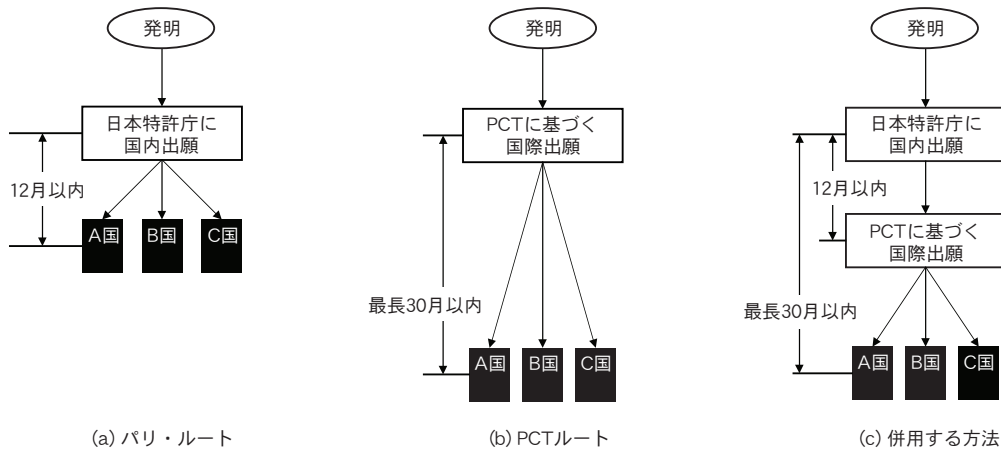 発明
日本特許庁に
国内出願
12月以内
A国 B国 C国
(a) パリ・ルート
発明
PCTに基づく
国際出願
最長30月以内
A国 B国 C国
(b) PCTルート
発明
日本特許庁に
国内出願
12月以内
PCTに基づく
国際出願
最長30月以内
A国 B国 C国
(c) 併用する方法